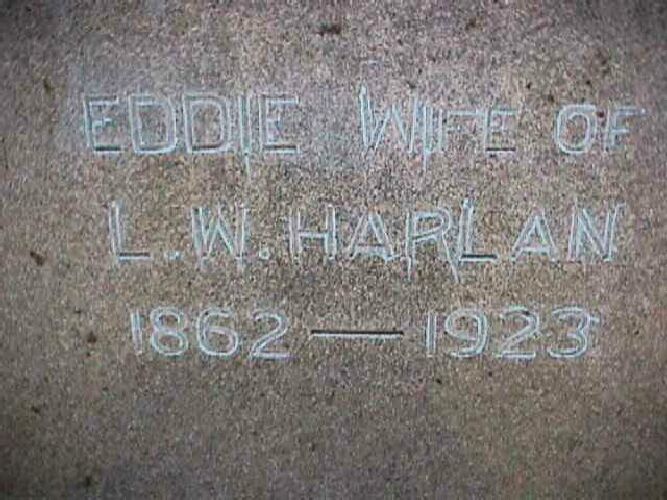 EDDIE WIFE OF
L.W. HARLAN
1862 — 1923